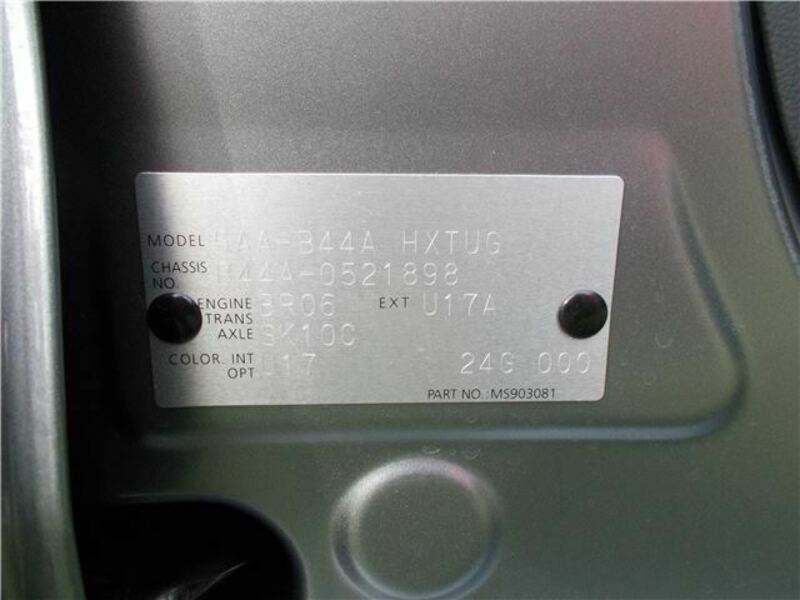 MODEL 5AA-B44A HXTUG
CHASSIS NO. B44A-0521898
ENGINE BR06 EXT U17A
TRANS AXLE SK10C
COLOR. INT OPT U17 24G 000
PART NO.: MS903081